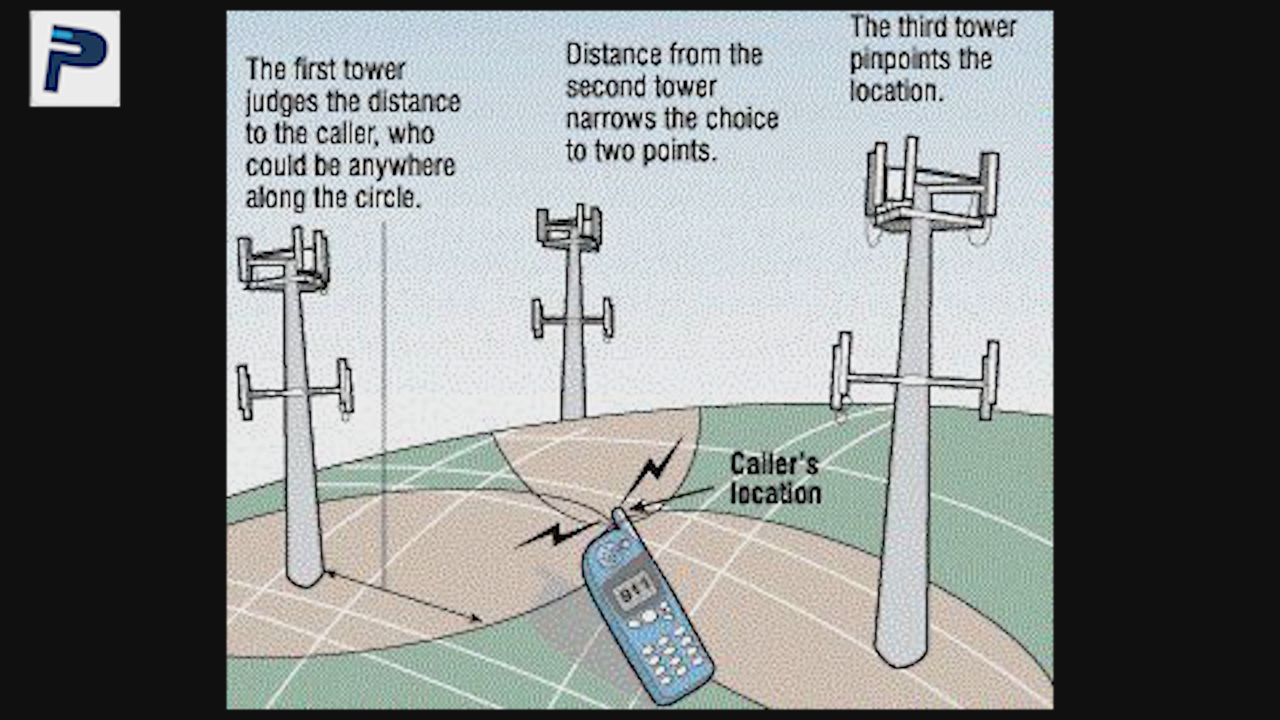 The first tower
judges the distance
to the caller, who
could be anywhere
along the circle.
Distance from the
second tower
narrows the choice
to two points.
The third tower
pinpoints the
location.
Caller's
location
911
P